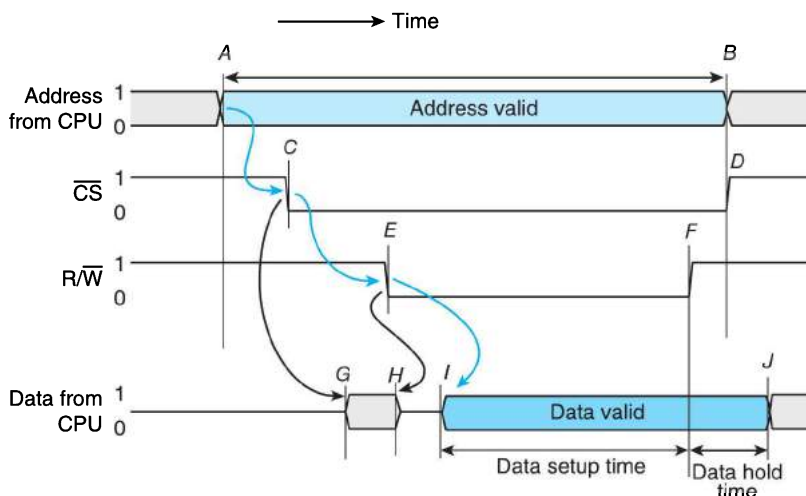 Time
A
B
Address from CPU
1
0
Address valid
C
D
C̅S̅
1
0
E
F
R/W̅
1
0
G
H
I
J
Data from CPU
1
0
Data valid
Data setup time
Data hold
time